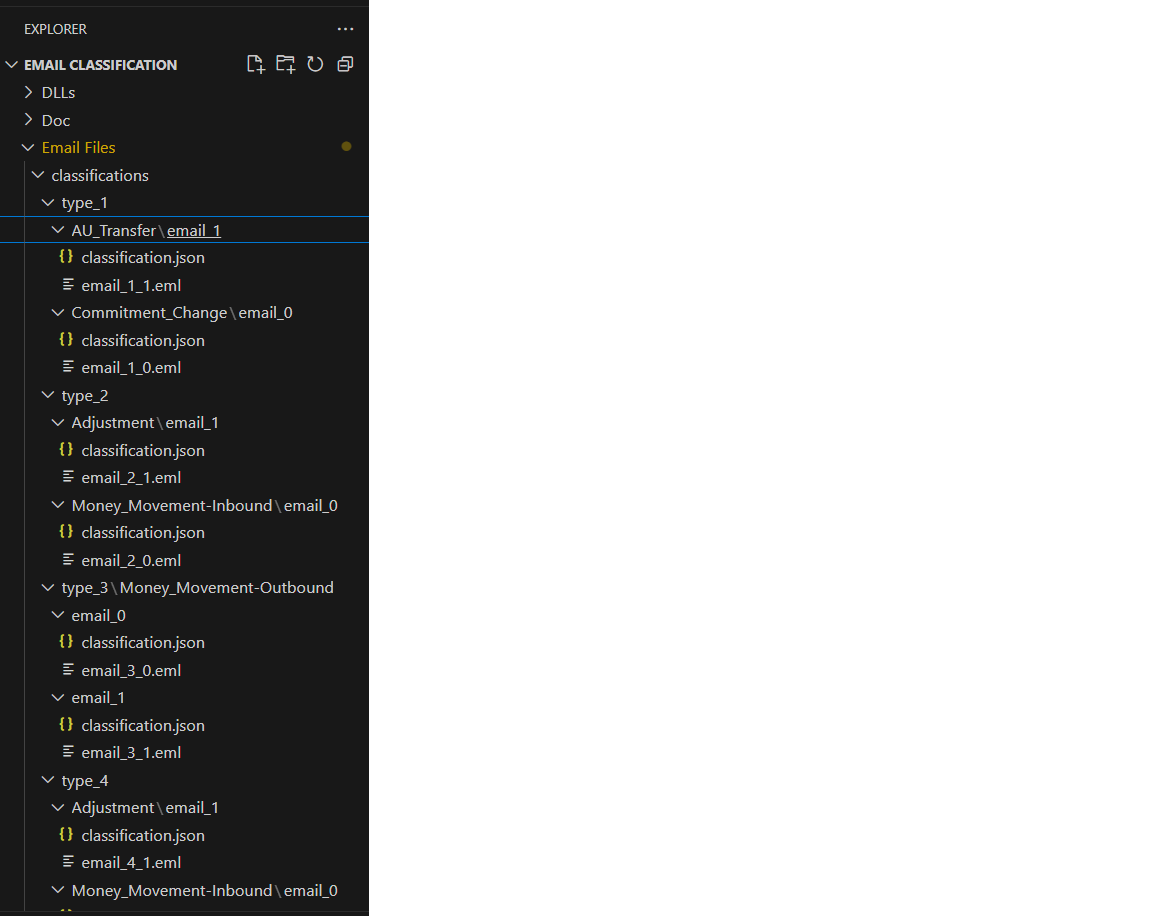 EXPLORER
EMAIL CLASSIFICATION
DLLs
Doc
Email Files
classifications
type_1
AU_Transfer\email_1
classification.json
email_1_1.eml
Commitment_Change\email_0
classification.json
email_1_0.eml
type_2
Adjustment\email_1
classification.json
email_2_1.eml
Money_Movement-Inbound\email_0
classification.json
email_2_0.eml
type_3\Money_Movement-Outbound
email_0
classification.json
email_3_0.eml
email_1
classification.json
email_3_1.eml
type_4
Adjustment\email_1
classification.json
email_4_1.eml
Money_Movement-Inbound\email_0